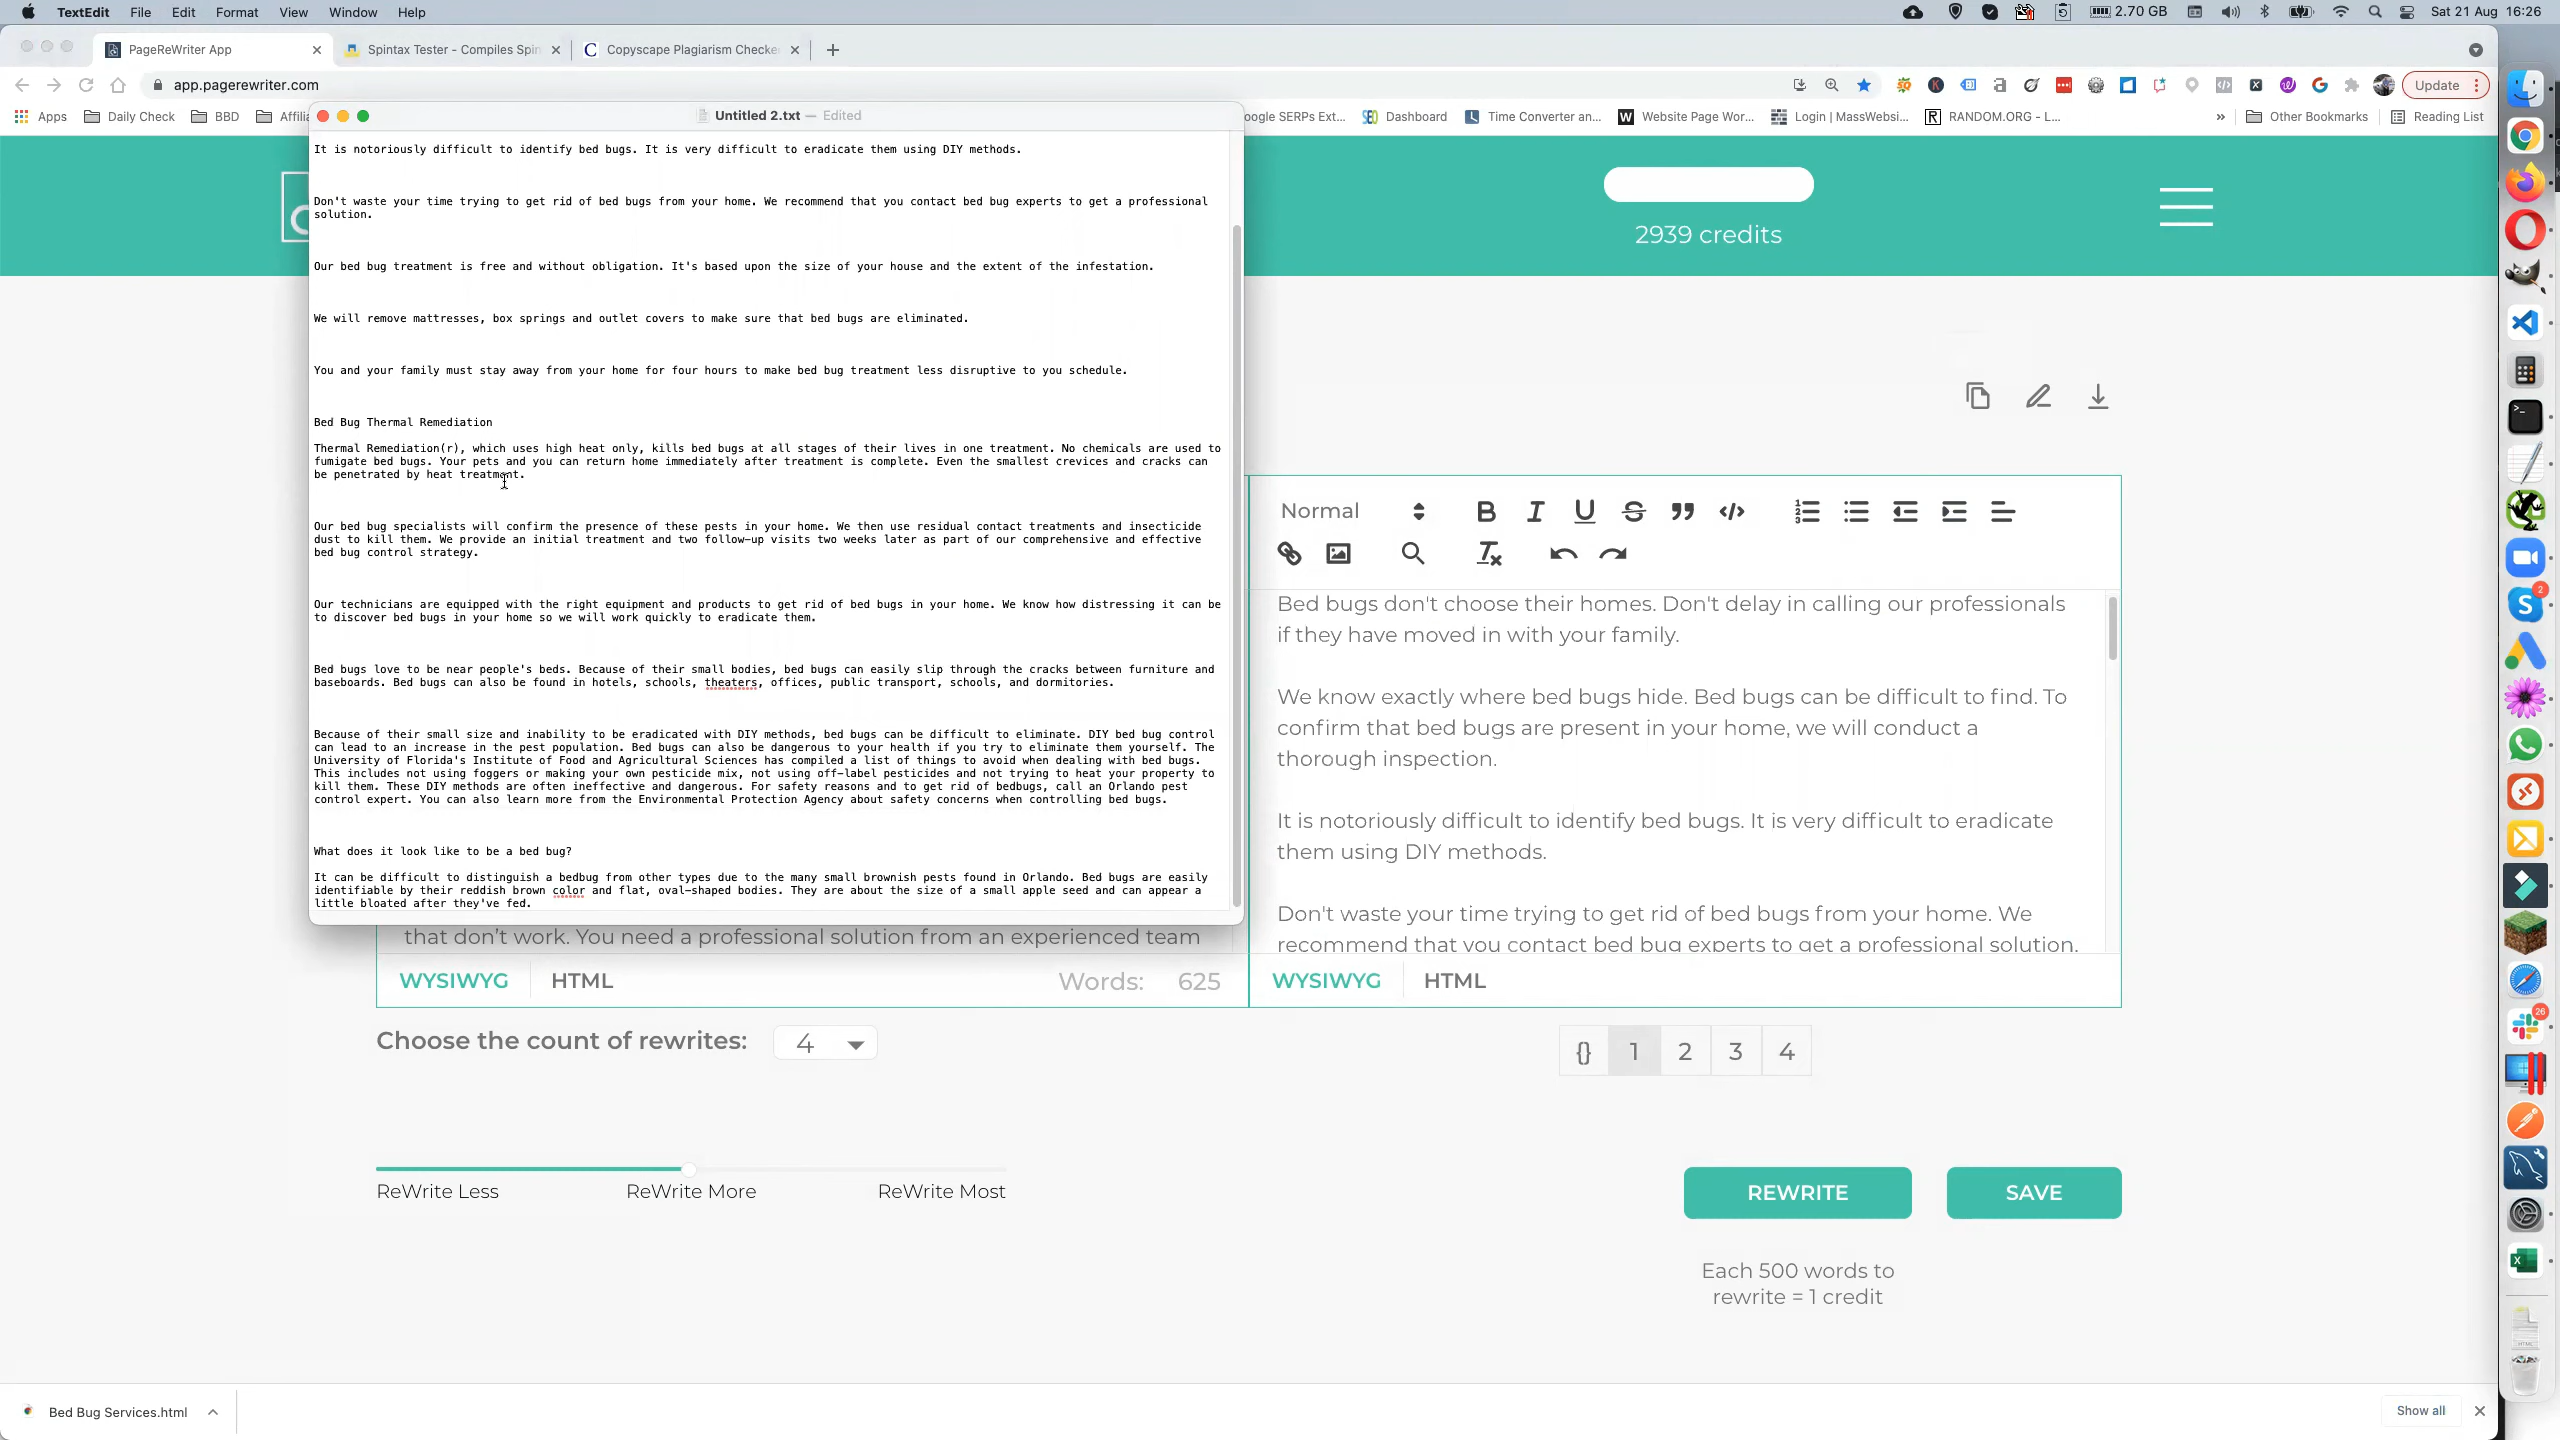 TextEdit File Edit Format View Window Help
2.70 GB
Sat 21 Aug 16:26
PageReWriter App
Spintax Tester - Compiles Spin
Copyscape Plagiarism Checke
app.pagerewriter.com
Update
Apps Daily Check BBD Affilia
Untitled 2.txt — Edited
oogle SERPs Ext... Dashboard Time Converter an... Website Page Wor... Login | MassWebsi... RANDOM.ORG - L... » Other Bookmarks Reading List
It is notoriously difficult to identify bed bugs. It is very difficult to eradicate them using DIY methods.
Don't waste your time trying to get rid of bed bugs from your home. We recommend that you contact bed bug experts to get a professional
solution.
Our bed bug treatment is free and without obligation. It's based upon the size of your house and the extent of the infestation.
We will remove mattresses, box springs and outlet covers to make sure that bed bugs are eliminated.
You and your family must stay away from your home for four hours to make bed bug treatment less disruptive to you schedule.
Bed Bug Thermal Remediation
Thermal Remediation(r), which uses high heat only, kills bed bugs at all stages of their lives in one treatment. No chemicals are used to
fumigate bed bugs. Your pets and you can return home immediately after treatment is complete. Even the smallest crevices and cracks can
be penetrated by heat treatment.
Our bed bug specialists will confirm the presence of these pests in your home. We then use residual contact treatments and insecticide
dust to kill them. We provide an initial treatment and two follow-up visits two weeks later as part of our comprehensive and effective
bed bug control strategy.
Our technicians are equipped with the right equipment and products to get rid of bed bugs in your home. We know how distressing it can be
to discover bed bugs in your home so we will work quickly to eradicate them.
Bed bugs love to be near people's beds. Because of their small bodies, bed bugs can easily slip through the cracks between furniture and
baseboards. Bed bugs can also be found in hotels, schools, theaters, offices, public transport, schools, and dormitories.
Because of their small size and inability to be eradicated with DIY methods, bed bugs can be difficult to eliminate. DIY bed bug control
can lead to an increase in the pest population. Bed bugs can also be dangerous to your health if you try to eliminate them yourself. The
University of Florida's Institute of Food and Agricultural Sciences has compiled a list of things to avoid when dealing with bed bugs.
This includes not using foggers or making your own pesticide mix, not using off-label pesticides and not trying to heat your property to
kill them. These DIY methods are often ineffective and dangerous. For safety reasons and to get rid of bedbugs, call an Orlando pest
control expert. You can also learn more from the Environmental Protection Agency about safety concerns when controlling bed bugs.
What does it look like to be a bed bug?
It can be difficult to distinguish a bedbug from other types due to the many small brownish pests found in Orlando. Bed bugs are easily
identifiable by their reddish brown color and flat, oval-shaped bodies. They are about the size of a small apple seed and can appear a
little bloated after they've fed.
2939 credits
Normal
Bed bugs don't choose their homes. Don't delay in calling our professionals
if they have moved in with your family.
We know exactly where bed bugs hide. Bed bugs can be difficult to find. To
confirm that bed bugs are present in your home, we will conduct a
thorough inspection.
It is notoriously difficult to identify bed bugs. It is very difficult to eradicate
them using DIY methods.
Don't waste your time trying to get rid of bed bugs from your home. We
recommend that you contact bed bug experts to get a professional solution.
that don't work. You need a professional solution from an experienced team
WYSIWYG HTML Words: 625
WYSIWYG HTML
Choose the count of rewrites: 4
{} 1 2 3 4
ReWrite Less ReWrite More ReWrite Most
REWRITE SAVE
Each 500 words to
rewrite = 1 credit
2
26
Bed Bug Services.html
Show all